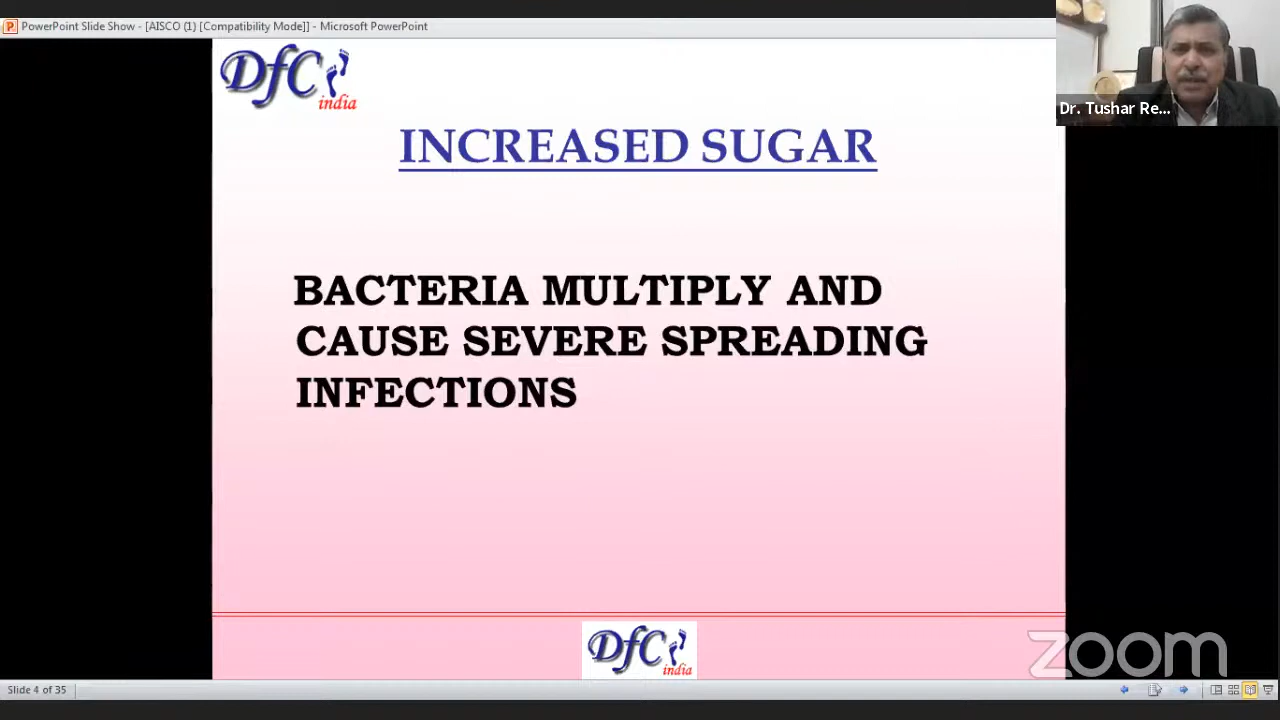 PowerPoint Slide Show - [AISCO (1) [Compatibility Mode]] - Microsoft PowerPoint
DfC
india
Dr. Tushar Re...
INCREASED SUGAR
BACTERIA MULTIPLY AND
CAUSE SEVERE SPREADING
INFECTIONS
DfC
india
zoom
Slide 4 of 35